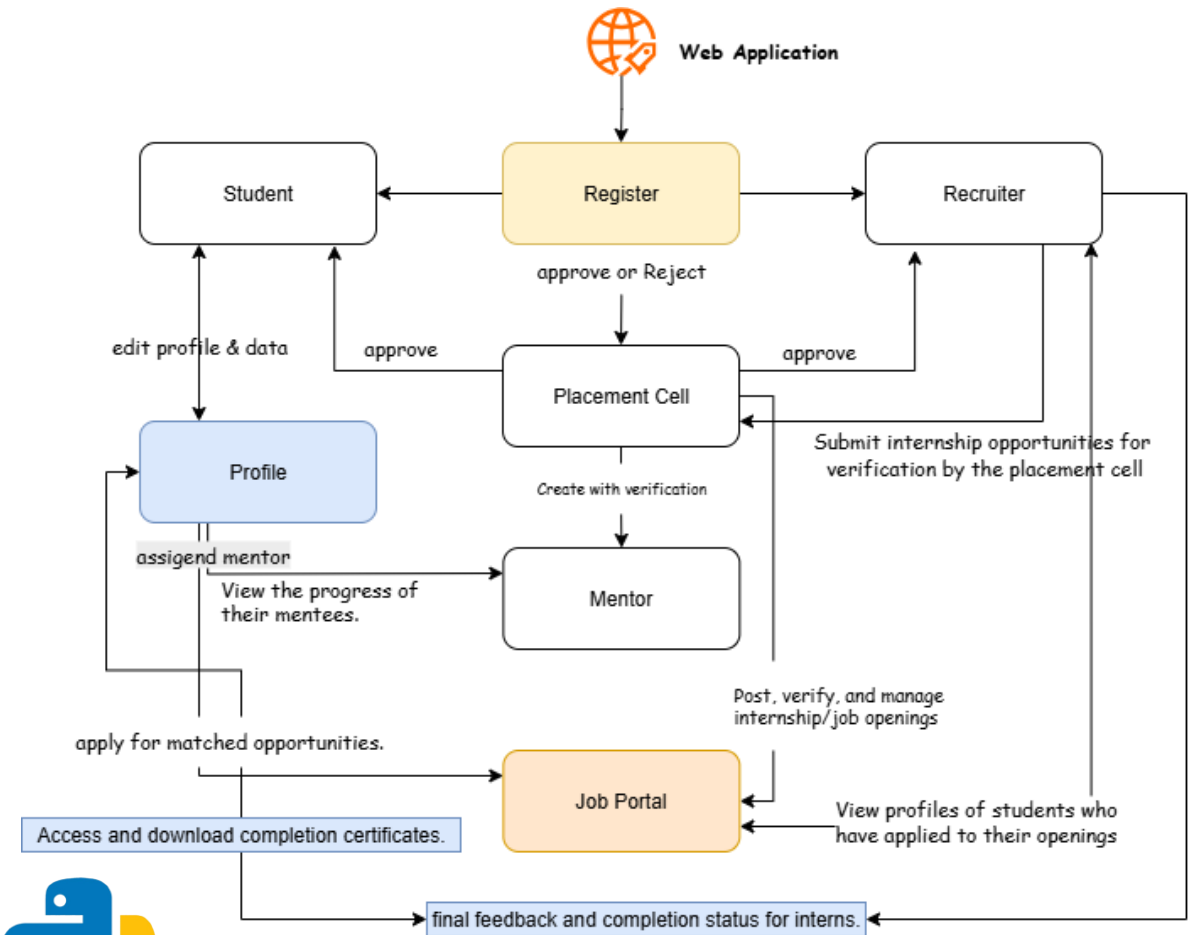 Web Application
Student
Register
Recruiter
approve or Reject
edit profile & data
approve
approve
Placement Cell
Submit internship opportunities for
verification by the placement cell
Profile
Create with verification
assigend mentor
View the progress of
their mentees.
Mentor
Post, verify, and manage
internship/job openings
apply for matched opportunities.
Job Portal
View profiles of students who
have applied to their openings
Access and download completion certificates.
final feedback and completion status for interns.